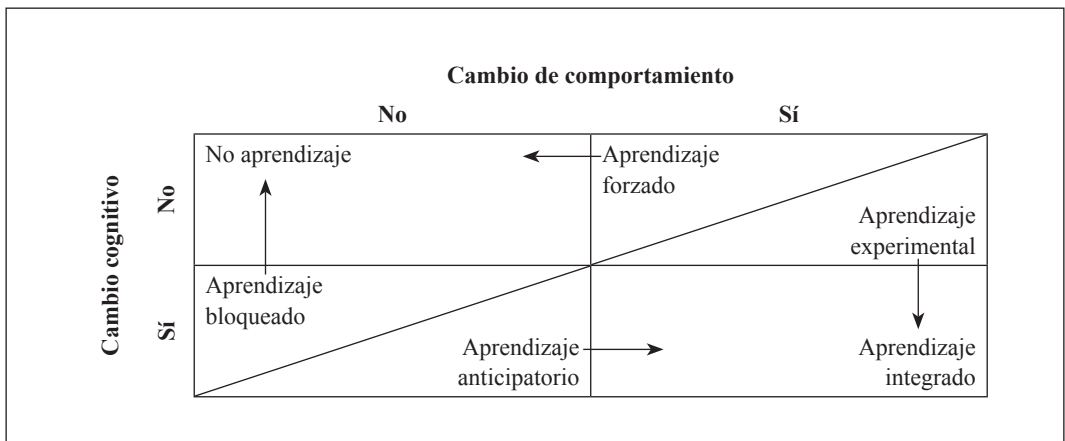 Cambio de comportamiento
No
Sí
Cambio cognitivo
No
Sí
No aprendizaje
Aprendizaje
forzado
Aprendizaje
experimental
Aprendizaje
bloqueado
Aprendizaje
anticipatorio
Aprendizaje
integrado